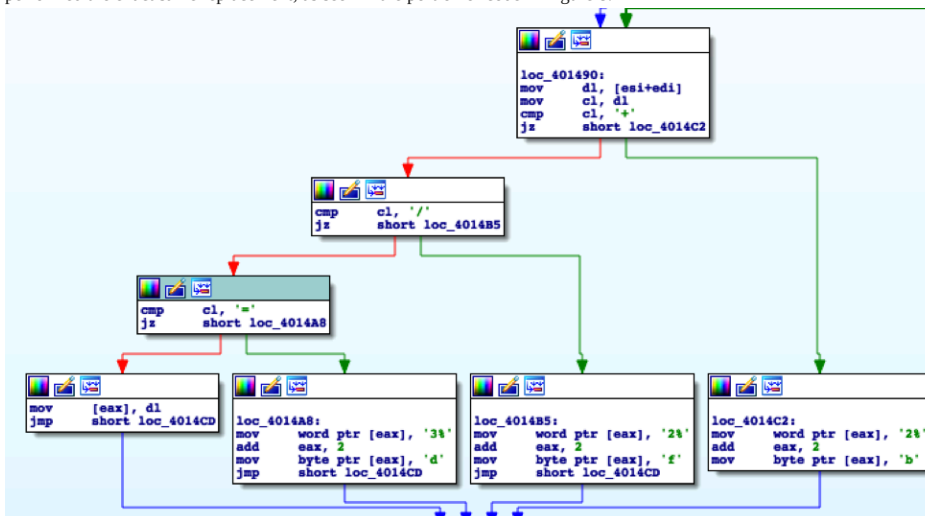 loc_401490:
mov dl, [esi+edi]
mov cl, dl
cmp cl, '+'
jz short loc_4014C2
cmp cl, '/'
jz short loc_4014B5
cmp cl, '='
jz short loc_4014A8
mov [eax], dl
jmp short loc_4014CD
loc_4014A8:
mov word ptr [eax], '3%'
add eax, 2
mov byte ptr [eax], 'd'
jmp short loc_4014CD
loc_4014B5:
mov word ptr [eax], '2%'
add eax, 2
mov byte ptr [eax], 'f'
jmp short loc_4014CD
loc_4014C2:
mov word ptr [eax], '2%'
add eax, 2
mov byte ptr [eax], 'b'